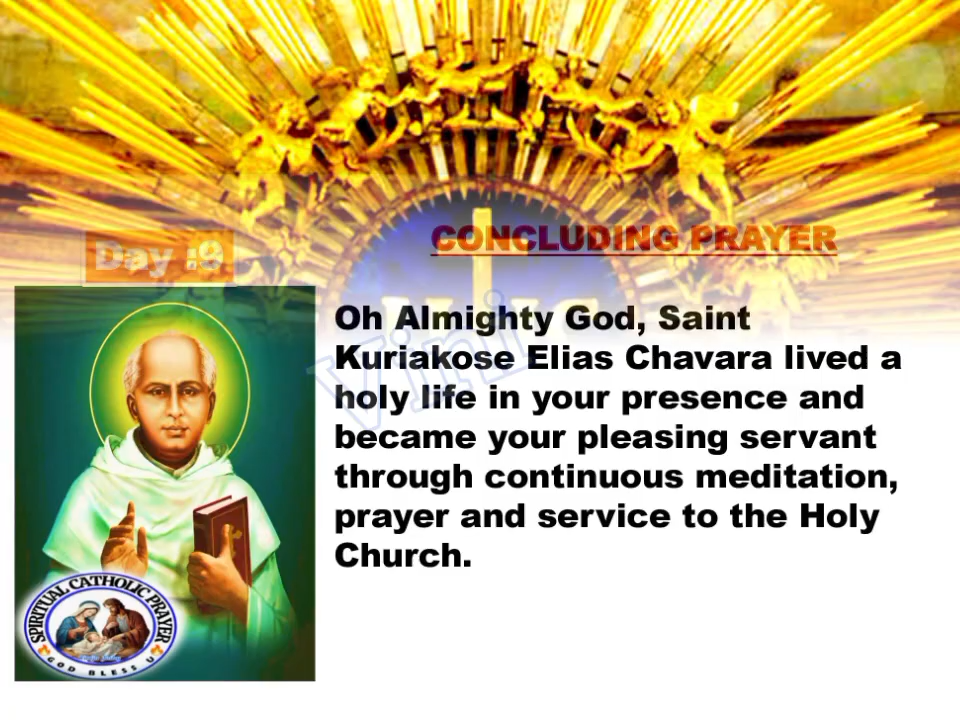 CONCLUDING PRAYER
Day :9
Oh Almighty God, Saint
Kuriakose Elias Chavara lived a
holy life in your presence and
became your pleasing servant
through continuous meditation,
prayer and service to the Holy
Church.
Vini
SPIRITUAL CATHOLIC PRAYER
GOD BLESS U